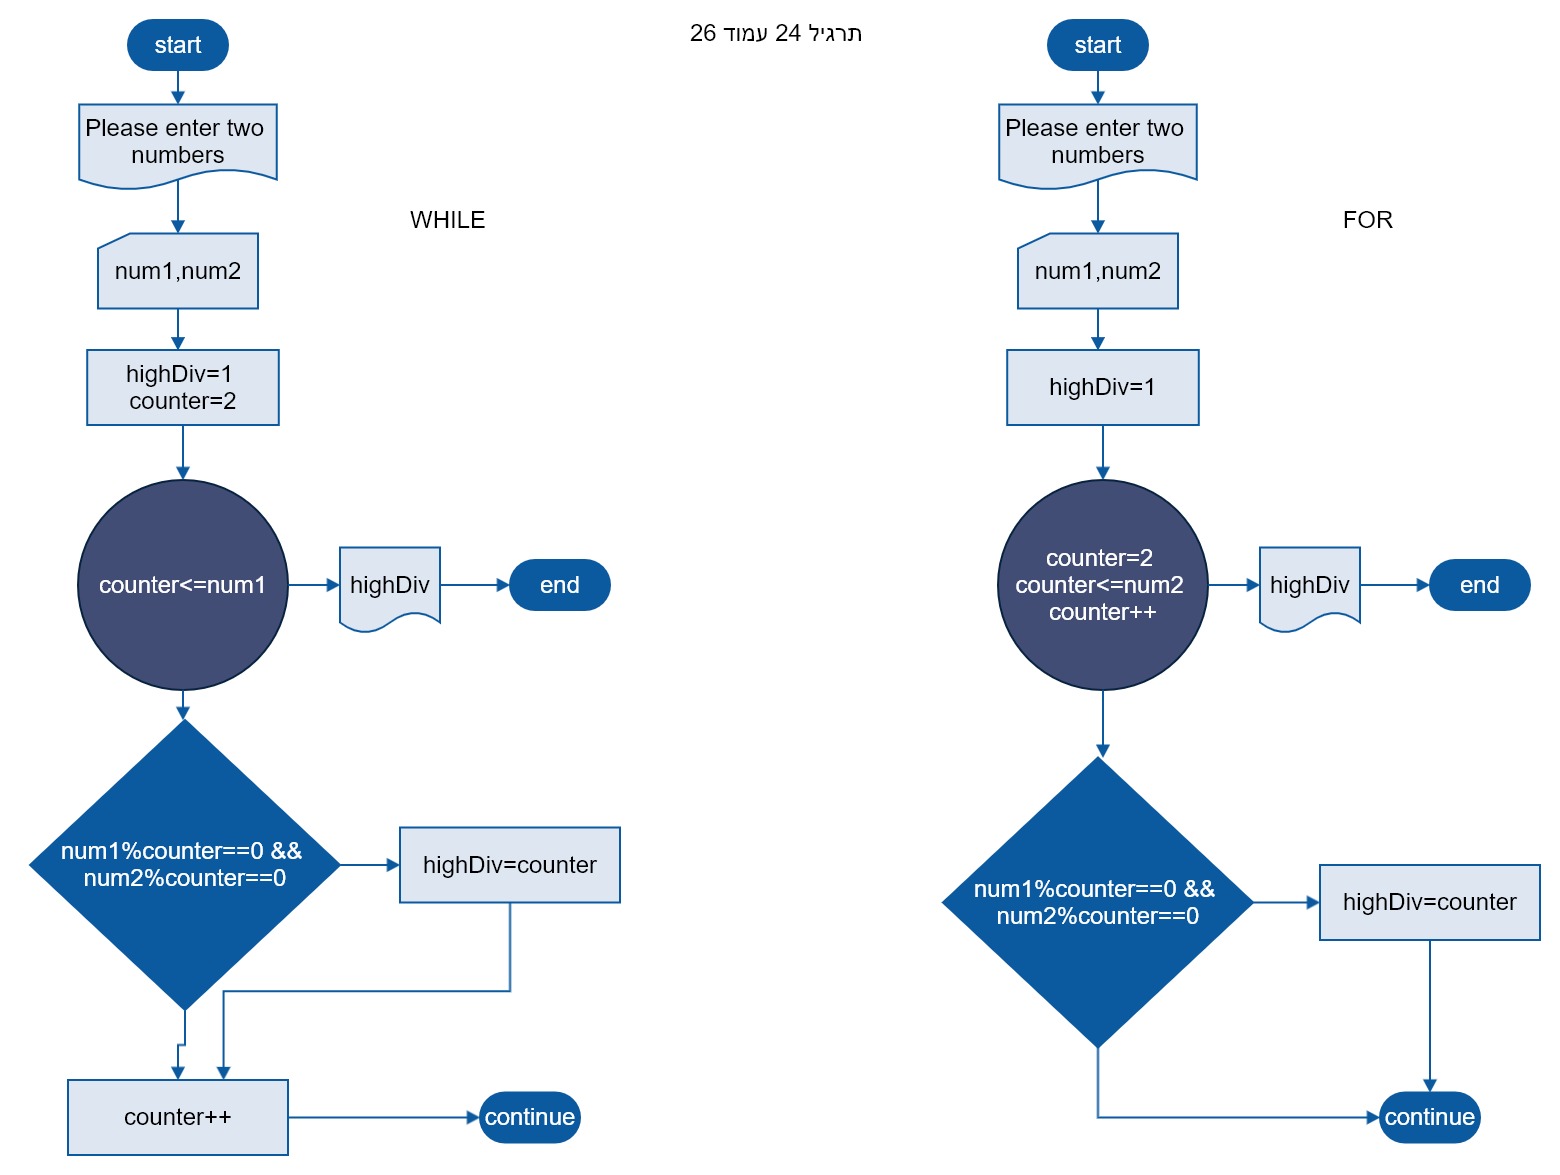 תרגיל 24 עמוד 26
WHILE
start
Please enter two
numbers
num1,num2
highDiv=1
counter=2
counter<=num1
highDiv
end
num1%counter==0 &&
num2%counter==0
highDiv=counter
counter++
continue
FOR
start
Please enter two
numbers
num1,num2
highDiv=1
counter=2
counter<=num2
counter++
highDiv
end
num1%counter==0 &&
num2%counter==0
highDiv=counter
continue